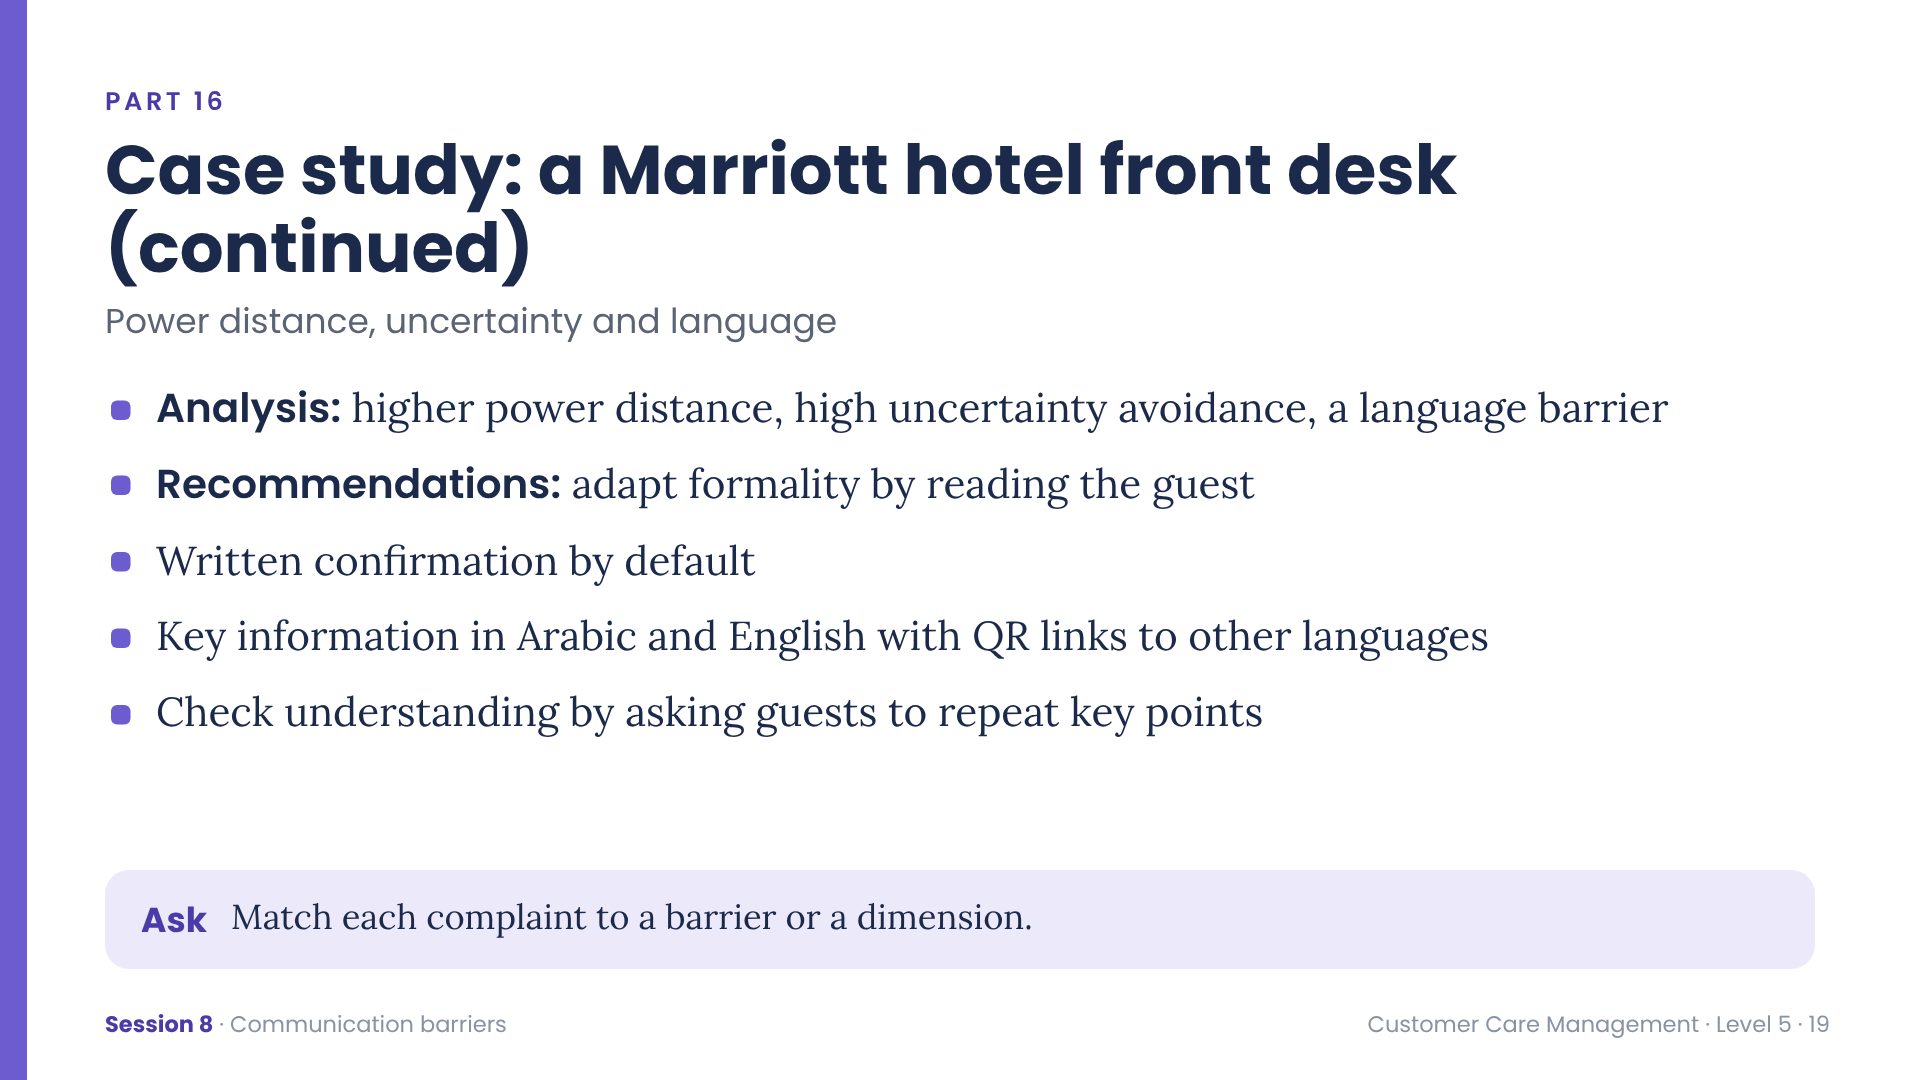 PART 16
Case study: a Marriott hotel front desk
(continued)
Power distance, uncertainty and language
Analysis: higher power distance, high uncertainty avoidance, a language barrier
Recommendations: adapt formality by reading the guest
Written confirmation by default
Key information in Arabic and English with QR links to other languages
Check understanding by asking guests to repeat key points
Ask Match each complaint to a barrier or a dimension.
Session 8 · Communication barriers
Customer Care Management · Level 5 · 19